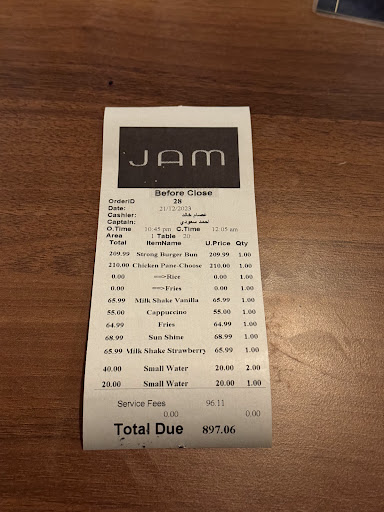 JAM
Before Close
OrderID 28
Date: 21/12/2023
Cashier: عصام خالد
Captain: احمد سعودي
O.Time 10:45 pm C.Time 12:05 am
Area 1 Table 20
Total ItemName U.Price Qty
209.99 Strong Burger Bun 209.99 1.00
210.00 Chicken Pane-Cheese 210.00 1.00
0.00 ==>Rice 0.00 1.00
0.00 ==>Fries 0.00 1.00
65.99 Milk Shake Vanilla 65.99 1.00
55.00 Cappuccino 55.00 1.00
64.99 Fries 64.99 1.00
68.99 Sun Shine 68.99 1.00
65.99 Milk Shake Strawberry 65.99 1.00
40.00 Small Water 20.00 2.00
20.00 Small Water 20.00 1.00
Service Fees 96.11
0.00 0.00
Total Due 897.06